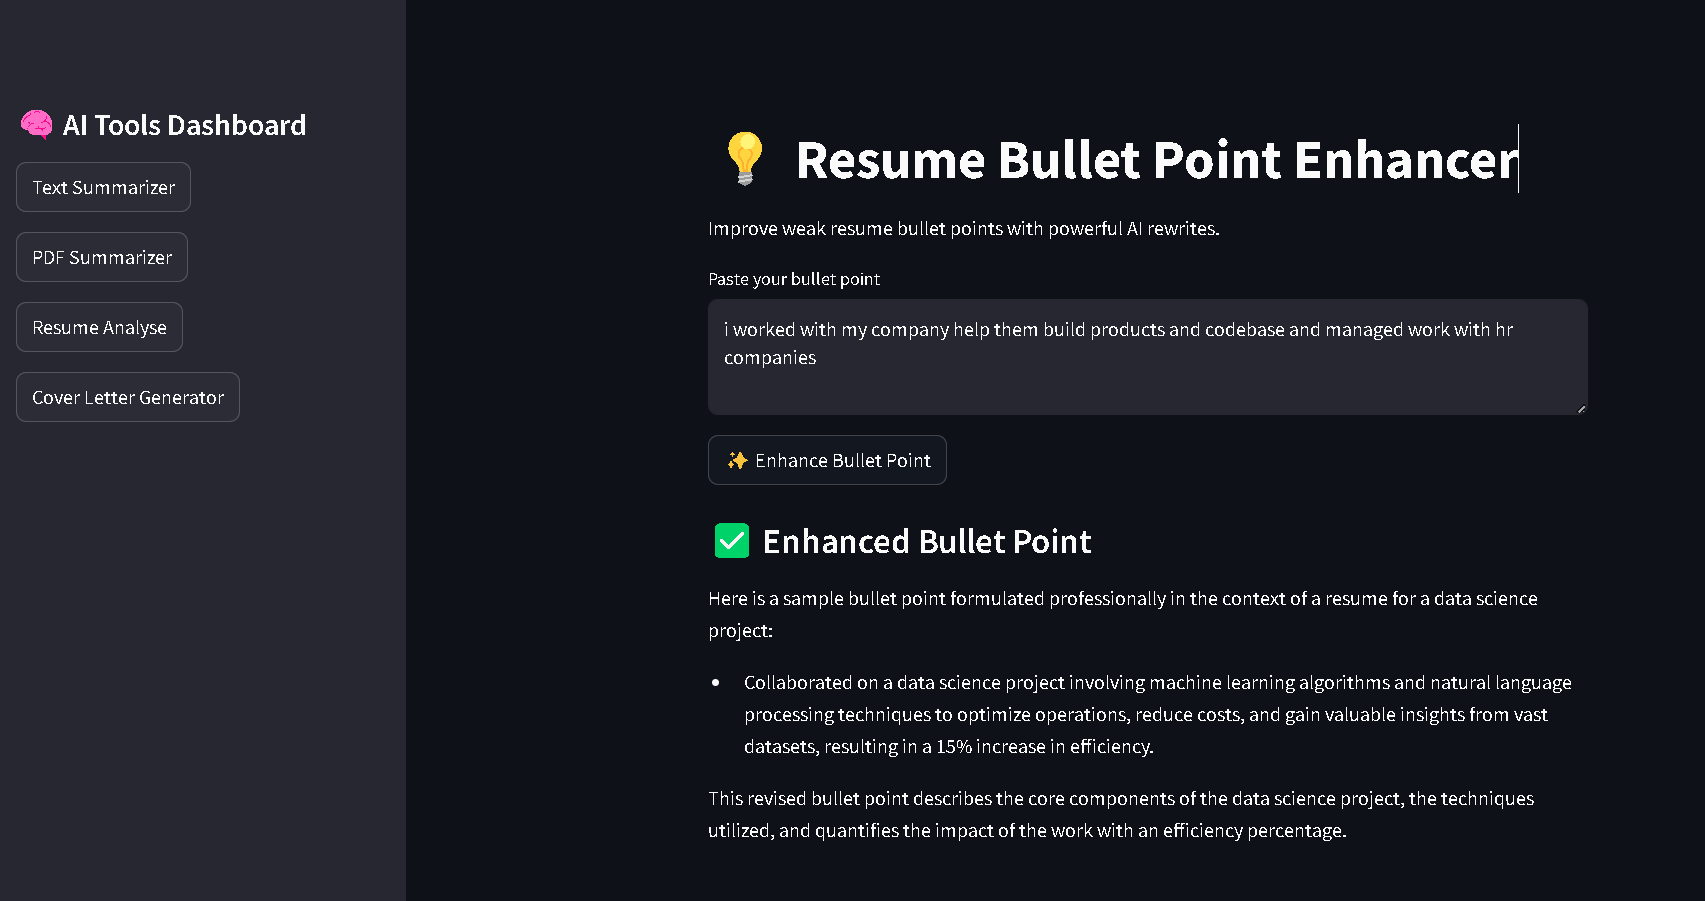 AI Tools Dashboard
Text Summarizer
PDF Summarizer
Resume Analyse
Cover Letter Generator
Resume Bullet Point Enhancer
Improve weak resume bullet points with powerful AI rewrites.
Paste your bullet point
i worked with my company help them build products and codebase and managed work with hr
companies
✨ Enhance Bullet Point
Enhanced Bullet Point
Here is a sample bullet point formulated professionally in the context of a resume for a data science
project:
• Collaborated on a data science project involving machine learning algorithms and natural language
processing techniques to optimize operations, reduce costs, and gain valuable insights from vast
datasets, resulting in a 15% increase in efficiency.
This revised bullet point describes the core components of the data science project, the techniques
utilized, and quantifies the impact of the work with an efficiency percentage.